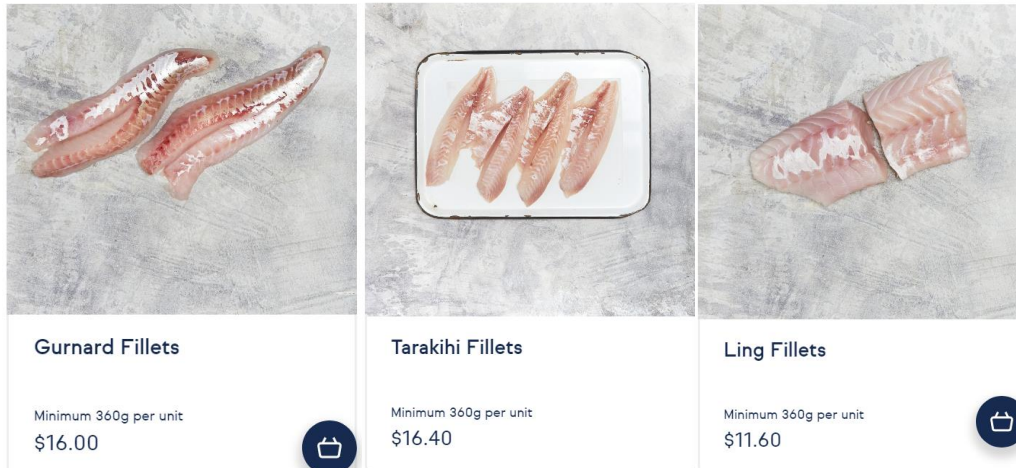 Gurnard Fillets
Minimum 360g per unit
$16.00
Tarakihi Fillets
Minimum 360g per unit
$16.40
Ling Fillets
Minimum 360g per unit
$11.60